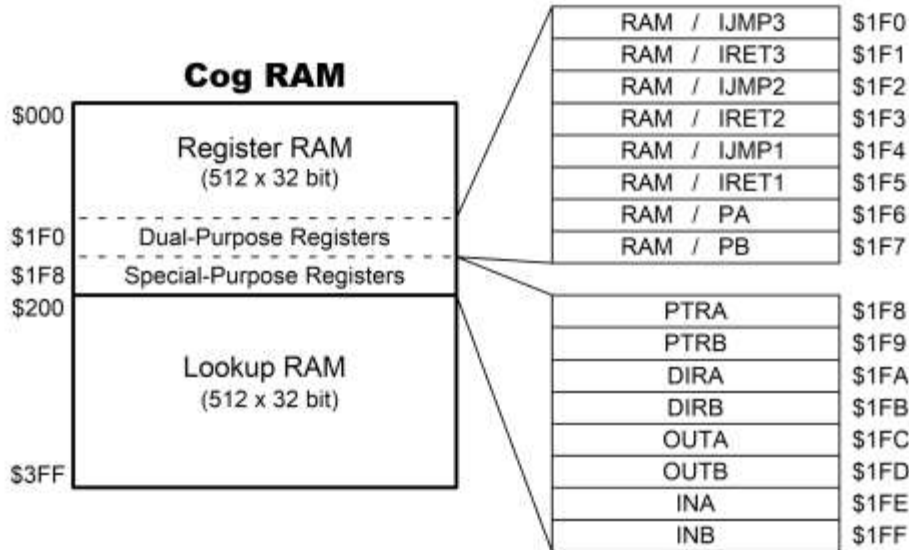 Cog RAM
$000
Register RAM
(512 x 32 bit)
$1F0
Dual-Purpose Registers
$1F8
Special-Purpose Registers
$200
Lookup RAM
(512 x 32 bit)
$3FF
RAM / IJMP3 $1F0
RAM / IRET3 $1F1
RAM / IJMP2 $1F2
RAM / IRET2 $1F3
RAM / IJMP1 $1F4
RAM / IRET1 $1F5
RAM / PA $1F6
RAM / PB $1F7
PTRA $1F8
PTRB $1F9
DIRA $1FA
DIRB $1FB
OUTA $1FC
OUTB $1FD
INA $1FE
INB $1FF